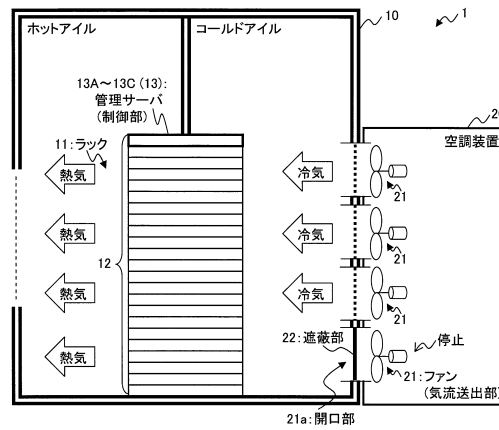 ホットアイル
コールドアイル
10
1
13A～13C (13):
管理サーバ
(制御部)
20
空調装置
11:ラック
熱気
冷気
21
熱気
冷気
21
12
熱気
冷気
21
熱気
22:遮蔽部
停止
21:ファン
(気流送出部)
21a:開口部